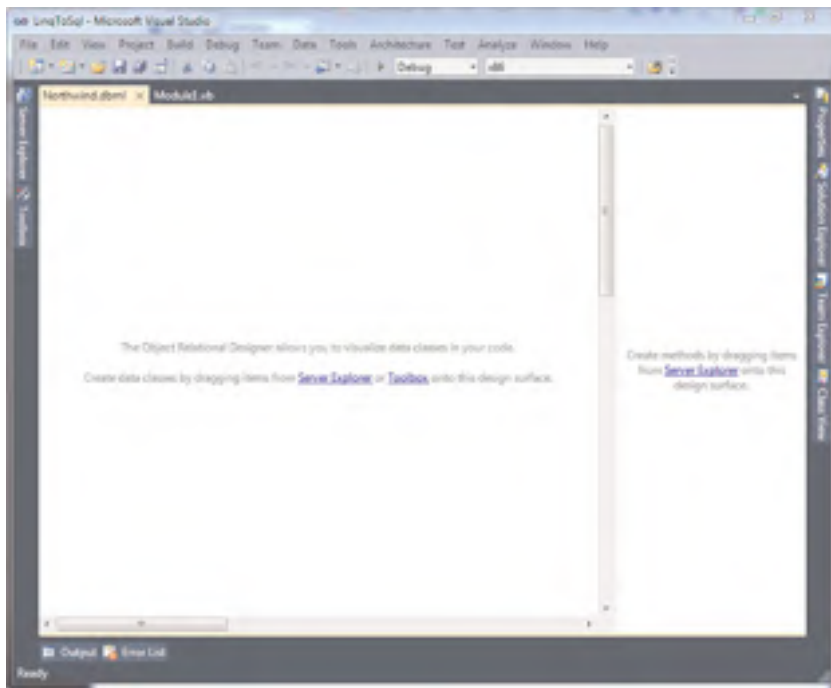 LinqToSql - Microsoft Visual Studio
File Edit View Project Build Debug Team Data Tools Architecture Test Analyze Window Help
Debug x86
Northwind.dbml Module1.vb
Server Explorer
Toolbox
The Object Relational Designer allows you to visualize data classes in your code.
Create data classes by dragging items from Server Explorer or Toolbox onto this design surface.
Create methods by dragging items
from Server Explorer onto this
design surface.
Properties
Solution Explorer
Team Explorer
Class View
Output Error List
Ready